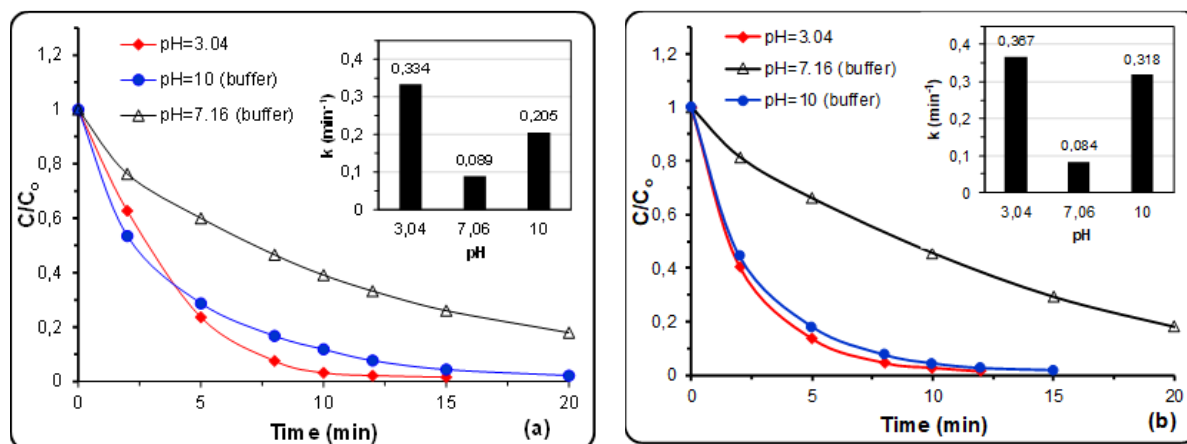 1,2
1
0,8
0,6
0,4
0,2
0
C/C₀
0
5
10
15
20
Time (min)
(a)
pH=3.04
pH=10 (buffer)
pH=7.16 (buffer)
0,4
0,3
0,2
0,1
0
k (min⁻¹)
0,334
0,089
0,205
3,04
7,06
10
pH
1,2
1
0,8
0,6
0,4
0,2
0
C/C₀
0
5
10
15
20
Time (min)
(b)
pH=3.04
pH=7.16 (buffer)
pH=10 (buffer)
0,4
0,3
0,2
0,1
0
k (min⁻¹)
0,367
0,084
0,318
3,04
7,06
10
pH